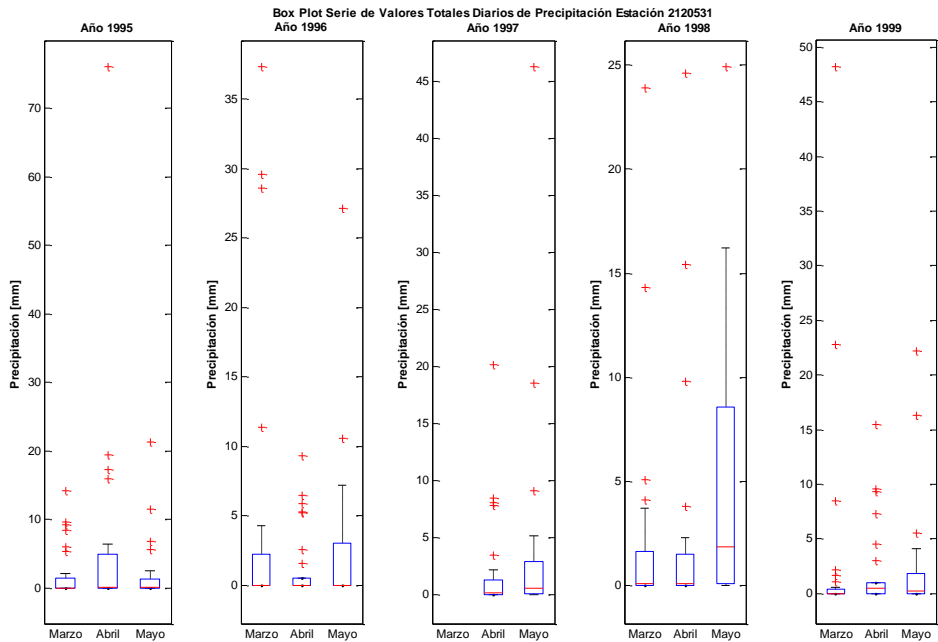 Box Plot Serie de Valores Totales Diarios de Precipitación Estación 2120531
Año 1995
Año 1996
Año 1997
Año 1998
Año 1999
Precipitación [mm]
70
60
50
40
30
20
10
0
Marzo Abril Mayo
Precipitación [mm]
35
30
25
20
15
10
5
0
Marzo Abril Mayo
Precipitación [mm]
45
40
35
30
25
20
15
10
5
0
Marzo Abril Mayo
Precipitación [mm]
25
20
15
10
5
0
Marzo Abril Mayo
Precipitación [mm]
50
45
40
35
30
25
20
15
10
5
0
Marzo Abril Mayo